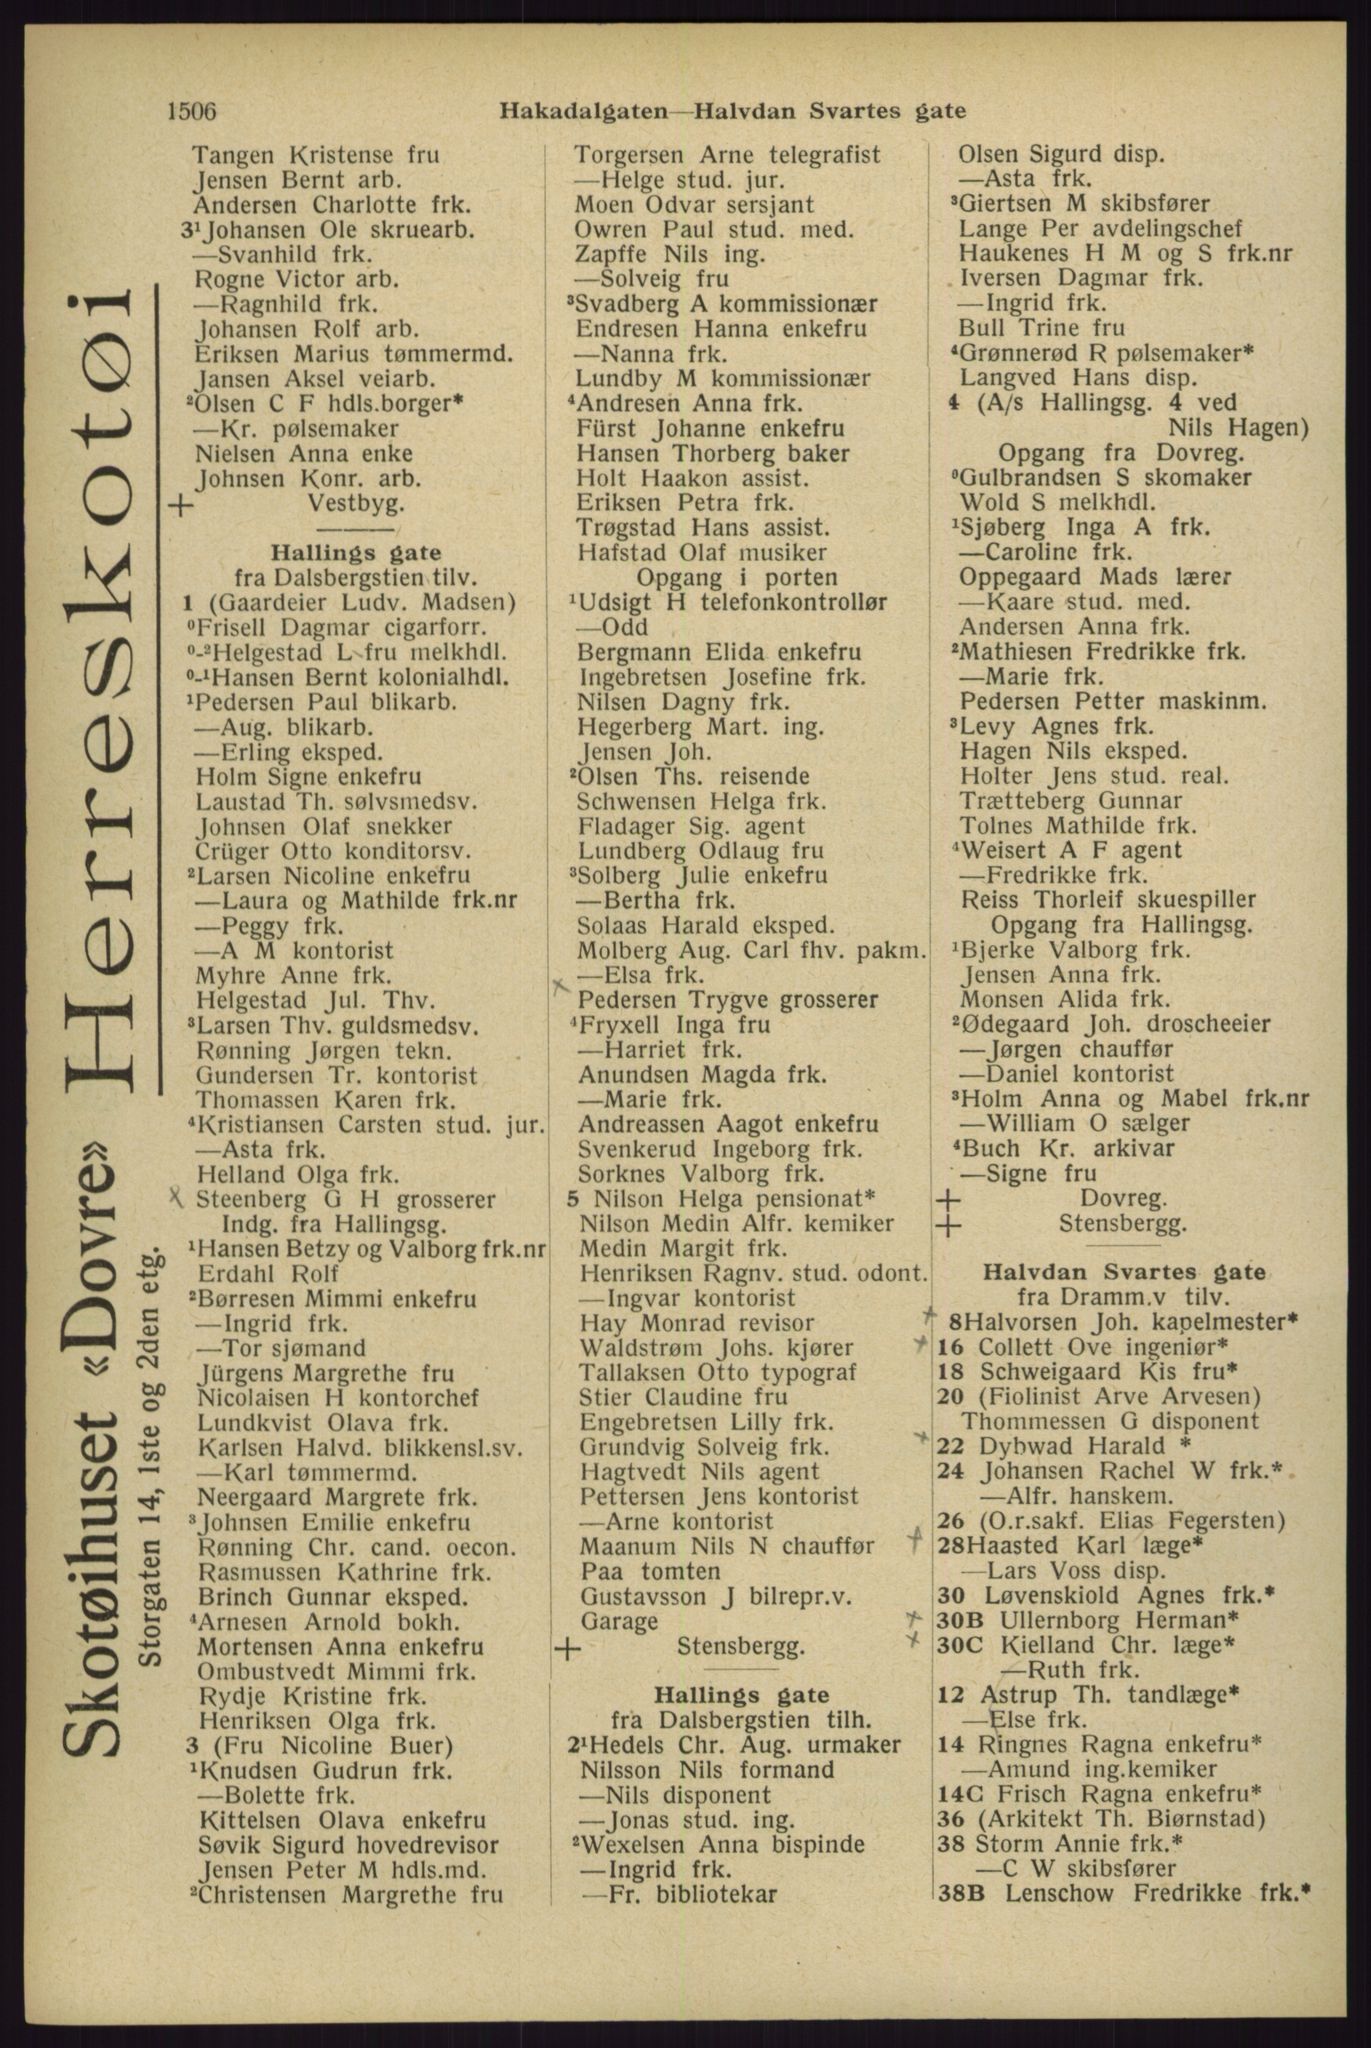 1506
Hakadalgaten—Halvdan Svartes gate
Skotøihuset «Dovre» Herreskotøi
Storgaten 14, 1ste og 2den etg.
Tangen Kristense fru
Jensen Bernt arb.
Andersen Charlotte frk.
3¹Johansen Ole skruearb.
—Svanhild frk.
Rogne Victor arb.
—Ragnhild frk.
Johansen Rolf arb.
Eriksen Marius tømmermd.
Jansen Aksel veiarb.
²Olsen C F hdls.borger*
—Kr. pølsemaker
Nielsen Anna enke
Johnsen Konr. arb.
+ Vestbyg.
Hallings gate
fra Dalsbergstien tilv.
1 (Gaardeier Ludv. Madsen)
⁰Frisell Dagmar cigarforr.
⁰-²Helgestad L fru melkhdl.
⁰-¹Hansen Bernt kolonialhdl.
¹Pedersen Paul blikarb.
—Aug. blikarb.
—Erling eksped.
Holm Signe enkefru
Laustad Th. sølvsmedsv.
Johnsen Olaf snekker
Crüger Otto konditorsv.
²Larsen Nicoline enkefru
—Laura og Mathilde frk.nr
—Peggy frk.
—A M kontorist
Myhre Anne frk.
Helgestad Jul. Thv.
³Larsen Thv. guldsmedsv.
Rønning Jørgen tekn.
Gundersen Tr. kontorist
Thomassen Karen frk.
⁴Kristiansen Carsten stud. jur.
—Asta frk.
Helland Olga frk.
Steenberg G H grosserer
Indg. fra Hallingsg.
¹Hansen Betzy og Valborg frk.nr
Erdahl Rolf
²Børresen Mimmi enkefru
—Ingrid frk.
—Tor sjømand
Jürgens Margrethe fru
Nicolaisen H kontorchef
Lundkvist Olava frk.
Karlsen Halvd. blikkensl.sv.
—Karl tømmermd.
Neergaard Margrete frk.
³Johnsen Emilie enkefru
Rønning Chr. cand. oecon.
Rasmussen Kathrine frk.
Brinch Gunnar eksped.
⁴Arnesen Arnold bokh.
Mortensen Anna enkefru
Ombustvedt Mimmi frk.
Rydje Kristine frk.
Henriksen Olga frk.
3 (Fru Nicoline Buer)
¹Knudsen Gudrun frk.
—Bolette frk.
Kittelsen Olava enkefru
Søvik Sigurd hovedrevisor
Jensen Peter M hdls.md.
²Christensen Margrethe fru
Torgersen Arne telegrafist
—Helge stud. jur.
Moen Odvar sersjant
Owren Paul stud. med.
Zapffe Nils ing.
—Solveig fru
³Svadberg A kommissionær
Endresen Hanna enkefru
—Nanna frk.
Lundby M kommissionær
⁴Andresen Anna frk.
Fürst Johanne enkefru
Hansen Thorberg baker
Holt Haakon assist.
Eriksen Petra frk.
Trøgstad Hans assist.
Hafstad Olaf musiker
Opgang i porten
¹Udsigt H telefonkontrollør
—Odd
Bergmann Elida enkefru
Ingebretsen Josefine frk.
Nilsen Dagny frk.
Hegerberg Mart. ing.
Jensen Joh.
²Olsen Ths. reisende
Schwensen Helga frk.
Fladager Sig. agent
Lundberg Odlaug fru
³Solberg Julie enkefru
—Bertha frk.
Solaas Harald eksped.
Molberg Aug. Carl fhv. pakm.
—Elsa frk.
Pedersen Trygve grosserer
⁴Fryxell Inga fru
—Harriet frk.
Anundsen Magda frk.
—Marie frk.
Andreassen Aagot enkefru
Svenkerud Ingeborg frk.
Sorknes Valborg frk.
5 Nilson Helga pensionat*
Nilson Medin Alfr. kemiker
Medin Margit frk.
Henriksen Ragnv. stud. odont.
—Ingvar kontorist
Hay Monrad revisor
Waldstrøm Johs. kjører
Tallaksen Otto typograf
Stier Claudine fru
Engebretsen Lilly frk.
Grundvig Solveig frk.
Hagtvedt Nils agent
Pettersen Jens kontorist
—Arne kontorist
Maanum Nils N chauffør
Paa tomten
Gustavsson J bilrepr.v.
Garage
+ Stensbergg.
Hallings gate
fra Dalsbergstien tilh.
2¹Hedels Chr. Aug. urmaker
Nilsson Nils formand
—Nils disponent
—Jonas stud. ing.
²Wexelsen Anna bispinde
—Ingrid frk.
—Fr. bibliotekar
Olsen Sigurd disp.
—Asta frk.
³Giertsen M skibsfører
Lange Per avdelingschef
Haukenes H M og S frk.nr
Iversen Dagmar frk.
—Ingrid frk.
Bull Trine fru
⁴Grønnerød R pølsemaker*
Langved Hans disp.
4 (A/s Hallingsg. 4 ved
Nils Hagen)
Opgang fra Dovreg.
⁰Gulbrandsen S skomaker
Wold S melkhdl.
¹Sjøberg Inga A frk.
—Caroline frk.
Oppegaard Mads lærer
—Kaare stud. med.
Andersen Anna frk.
²Mathiesen Fredrikke frk.
—Marie frk.
Pedersen Petter maskinm.
³Levy Agnes frk.
Hagen Nils eksped.
Holter Jens stud. real.
Trætteberg Gunnar
Tolnes Mathilde frk.
⁴Weisert A F agent
—Fredrikke frk.
Reiss Thorleif skuespiller
Opgang fra Hallingsg.
¹Bjerke Valborg frk.
Jensen Anna frk.
Monsen Alida frk.
²Ødegaard Joh. droscheeier
—Jørgen chauffør
—Daniel kontorist
³Holm Anna og Mabel frk.nr
—William O sælger
⁴Buch Kr. arkivar
—Signe fru
+ Dovreg.
+ Stensbergg.
Halvdan Svartes gate
fra Dramm.v tilv.
8Halvorsen Joh. kapelmester*
16 Collett Ove ingeniør*
18 Schweigaard Kis fru*
20 (Fiolinist Arve Arvesen)
Thommessen G disponent
22 Dybwad Harald *
24 Johansen Rachel W frk.*
—Alfr. hanskem.
26 (O.r.sakf. Elias Fegersten)
28Haasted Karl læge*
—Lars Voss disp.
30 Løvenskiold Agnes frk.*
30B Ullernborg Herman*
30C Kielland Chr. læge*
—Ruth frk.
12 Astrup Th. tandlæge*
—Else frk.
14 Ringnes Ragna enkefru*
—Amund ing.kemiker
14C Frisch Ragna enkefru*
36 (Arkitekt Th. Biørnstad)
38 Storm Annie frk.*
—C W skibsfører
38B Lenschow Fredrikke frk.*